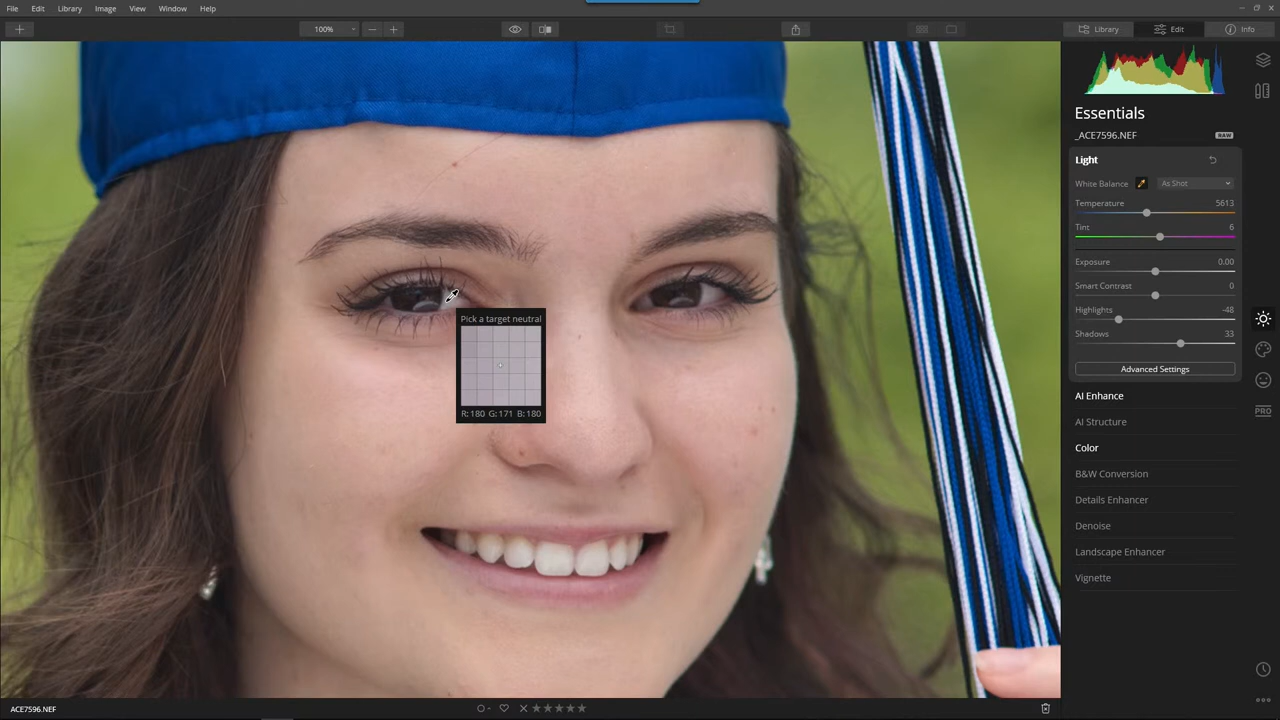 File Edit Library Image View Window Help
100% Library Edit Info
Essentials
_ACE7596.NEF RAW
Light
White Balance As Shot
Temperature 5613
Tint 6
Exposure 0.00
Smart Contrast 0
Highlights -48
Shadows 33
Advanced Settings
AI Enhance
AI Structure
Color
B&W Conversion
Details Enhancer
Denoise
Landscape Enhancer
Vignette
PRO
Pick a target neutral
R: 180 G: 171 B: 180
ACE7596.NEF